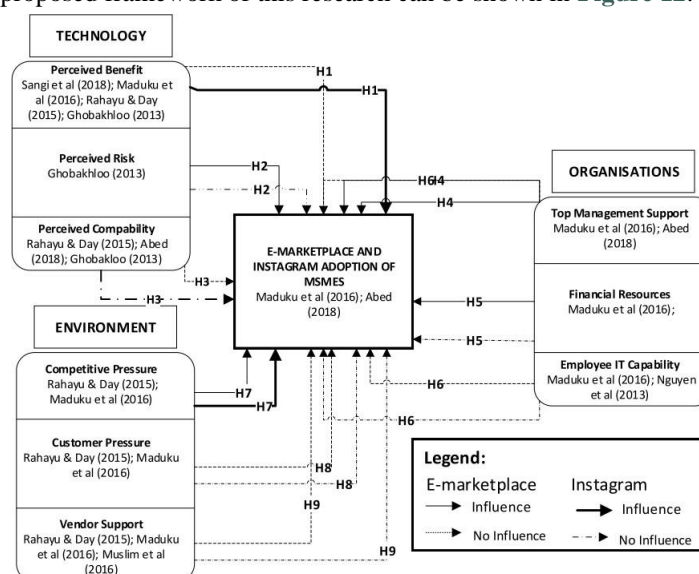 proposed framework of this research can be shown in Figure 22.
TECHNOLOGY
Perceived Benefit
Sangi et al (2018); Maduku et
al (2016); Rahayu & Day
(2015); Ghobakhloo (2013)
Perceived Risk
Ghobakhloo (2013)
Perceived Compability
Rahayu & Day (2015); Abed
(2018); Ghobakloo (2013)
ENVIRONMENT
Competitive Pressure
Rahayu & Day (2015);
Maduku et al (2016)
Customer Pressure
Rahayu & Day (2015); Maduku
et al (2016)
Vendor Support
Rahayu & Day (2015); Maduku
et al (2016); Muslim et al
(2016)
H1
H1
H2
H2
H3
H3
H7
H7
H8
H8
H9
H9
E-MARKETPLACE AND
INSTAGRAM ADOPTION OF
MSMES
Maduku et al (2016); Abed
(2018)
H4
H5
H5
H6
H6
ORGANISATIONS
Top Management Support
Maduku et al (2016); Abed
(2018)
Financial Resources
Maduku et al (2016);
Employee IT Capability
Maduku et al (2016); Nguyen
et al (2013)
Legend:
E-marketplace
Instagram
Influence
Influence
No Influence
No Influence